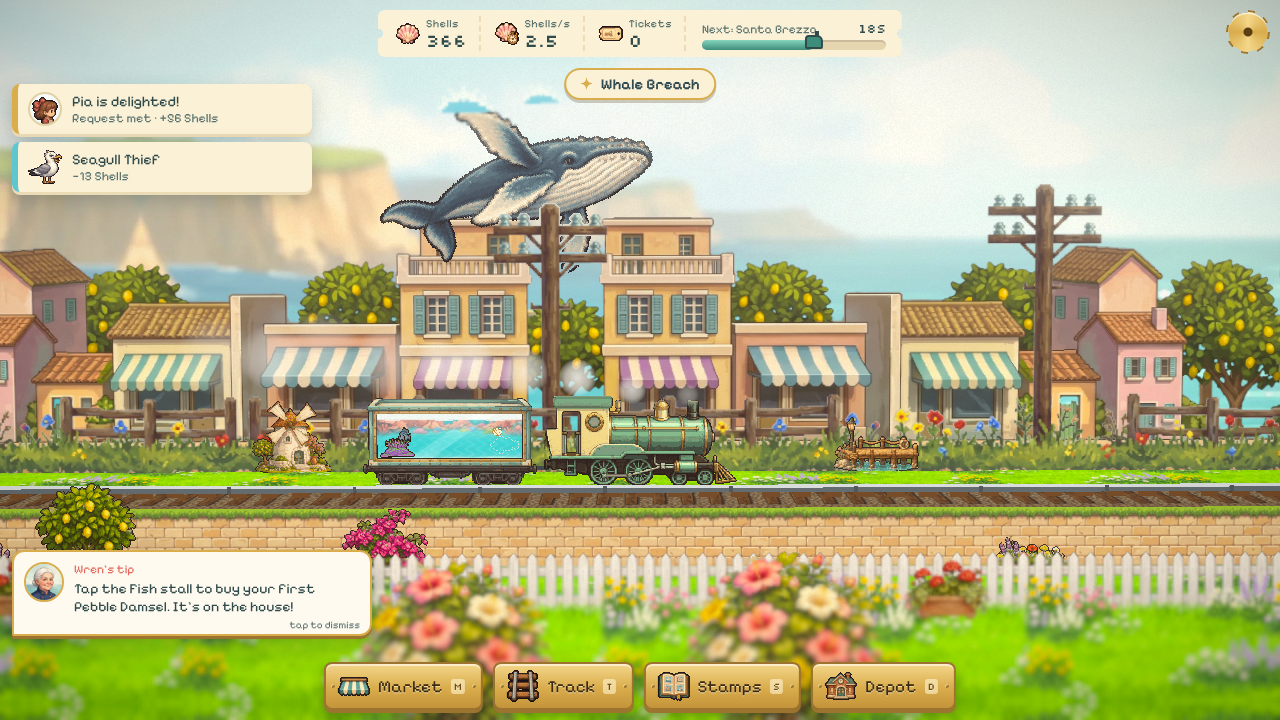 Shells
366
Shells/s
2.5
Tickets
0
Next: Santa Brezza
18s
Whale Breach
Pia is delighted!
Request met · +96 Shells
Seagull Thief
-13 Shells
Wren's tip
Tap the Fish stall to buy your first
Pebble Damsel. It's on the house!
tap to dismiss
Market M
Track T
Stamps S
Depot D